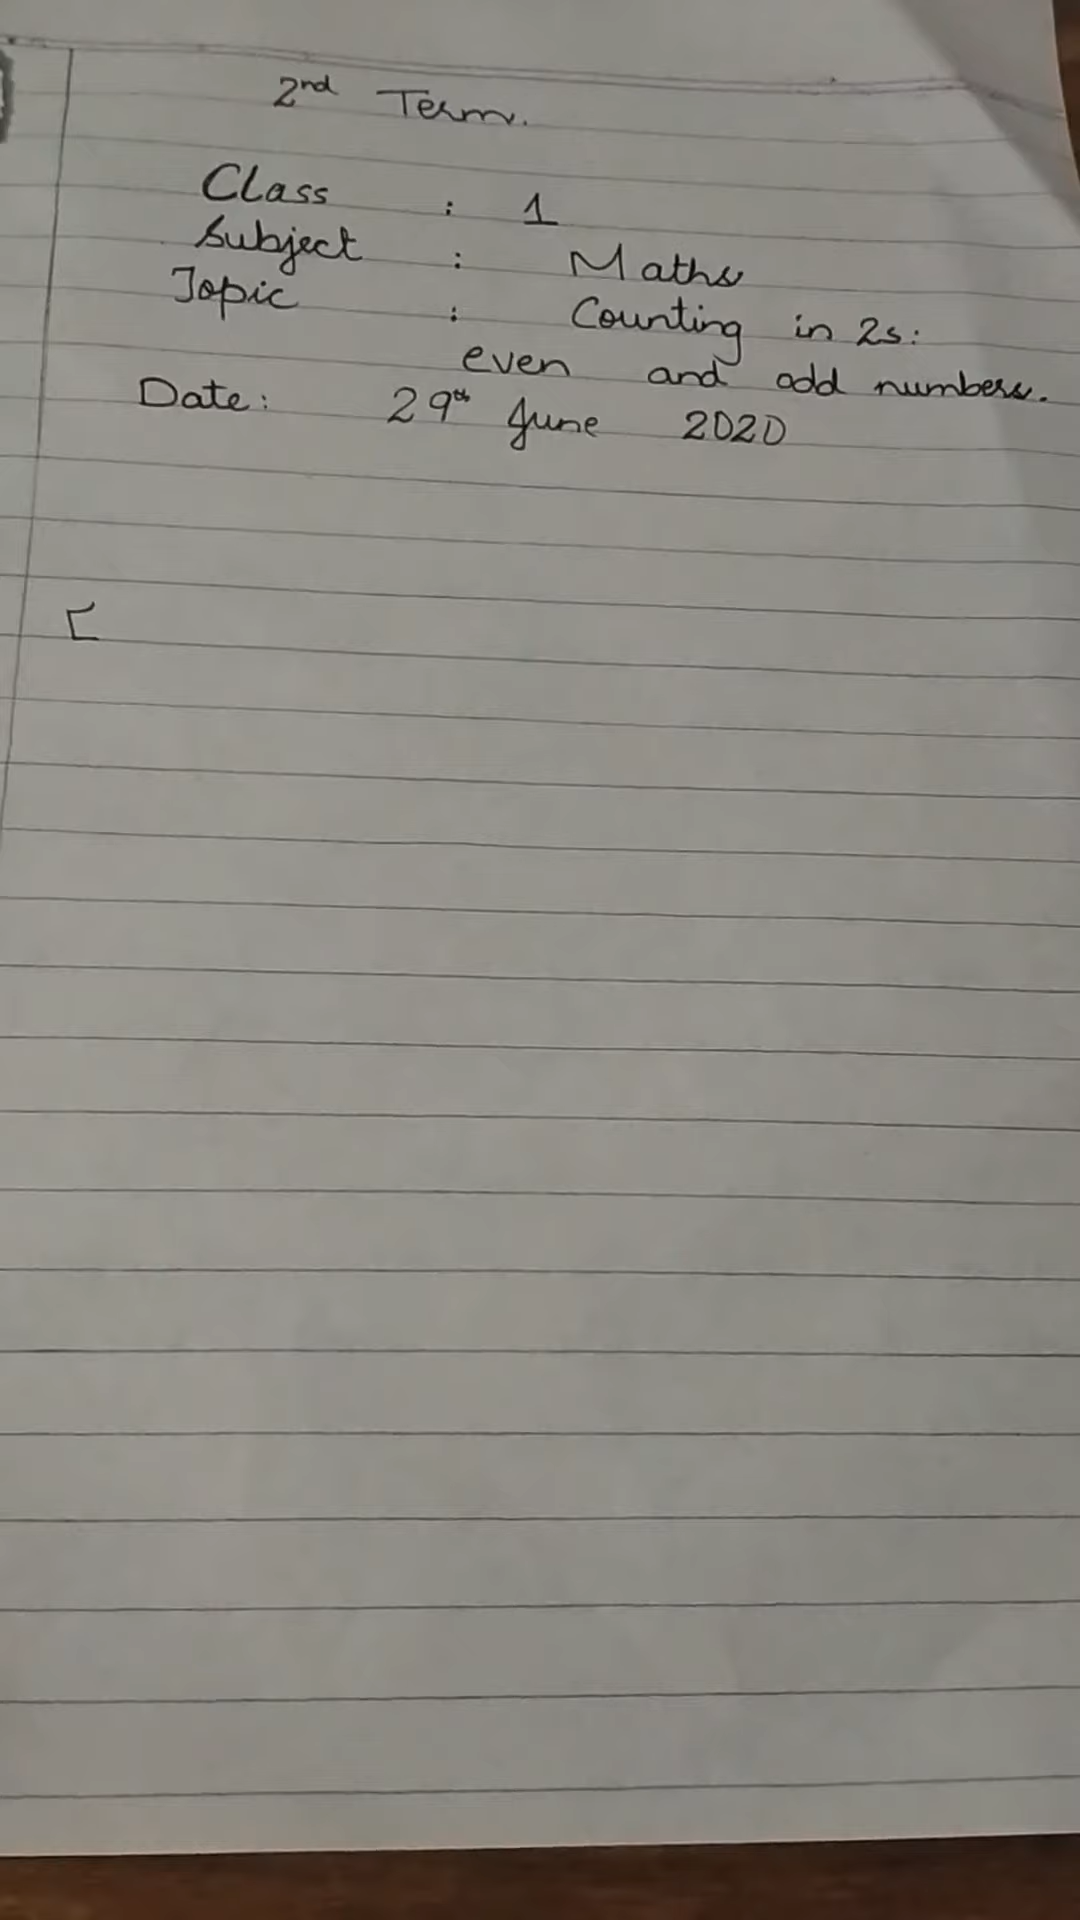 2nd Term.
Class : 1
Subject : Maths
Topic : Counting in 2s:
even and odd numbers.
Date: 29th June 2020
[